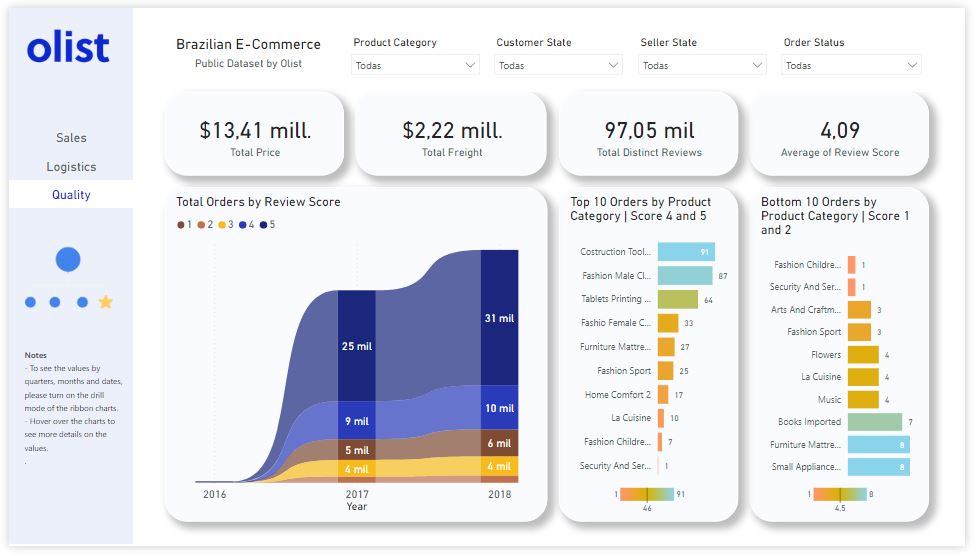 olist
Brazilian E-Commerce
Public Dataset by Olist
Product Category
Todas
Customer State
Todas
Seller State
Todas
Order Status
Todas
Sales
Logistics
Quality
Notes
- To see the values by
quarters, months and dates,
please turn on the drill
mode of the ribbon charts.
- Hover over the charts to
see more details on the
values.
.
$13,41 mill.
Total Price
$2,22 mill.
Total Freight
97,05 mil
Total Distinct Reviews
4,09
Average of Review Score
Total Orders by Review Score
1 2 3 4 5
25 mil
9 mil
5 mil
4 mil
31 mil
10 mil
6 mil
4 mil
2016 2017 2018
Year
Top 10 Orders by Product
Category | Score 4 and 5
Costruction Tool... 91
Fashion Male Cl... 87
Tablets Printing ... 64
Fashio Female C... 33
Furniture Mattre... 27
Fashion Sport 25
Home Comfort 2 17
La Cuisine 10
Fashion Childre... 7
Security And Ser... 1
1 91
46
Bottom 10 Orders by
Product Category | Score 1
and 2
Fashion Childre... 1
Security And Ser... 1
Arts And Craftm... 3
Fashion Sport 3
Flowers 4
La Cuisine 4
Music 4
Books Imported 7
Furniture Mattre... 8
Small Appliance... 8
1 8
4.5